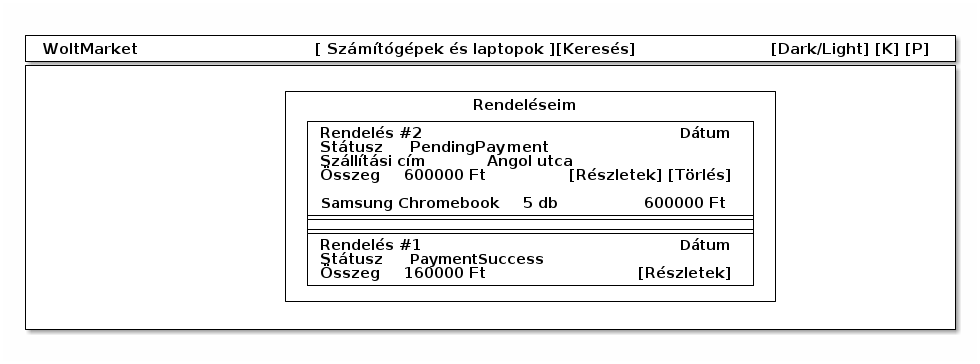 WoltMarket [ Számítógépek és laptopok ][Keresés] [Dark/Light] [K] [P]
Rendeléseim
Rendelés #2 Dátum
Státusz PendingPayment
Szállítási cím Angol utca
Összeg 600000 Ft [Részletek] [Törlés]
Samsung Chromebook 5 db 600000 Ft
Rendelés #1 Dátum
Státusz PaymentSuccess
Összeg 160000 Ft [Részletek]